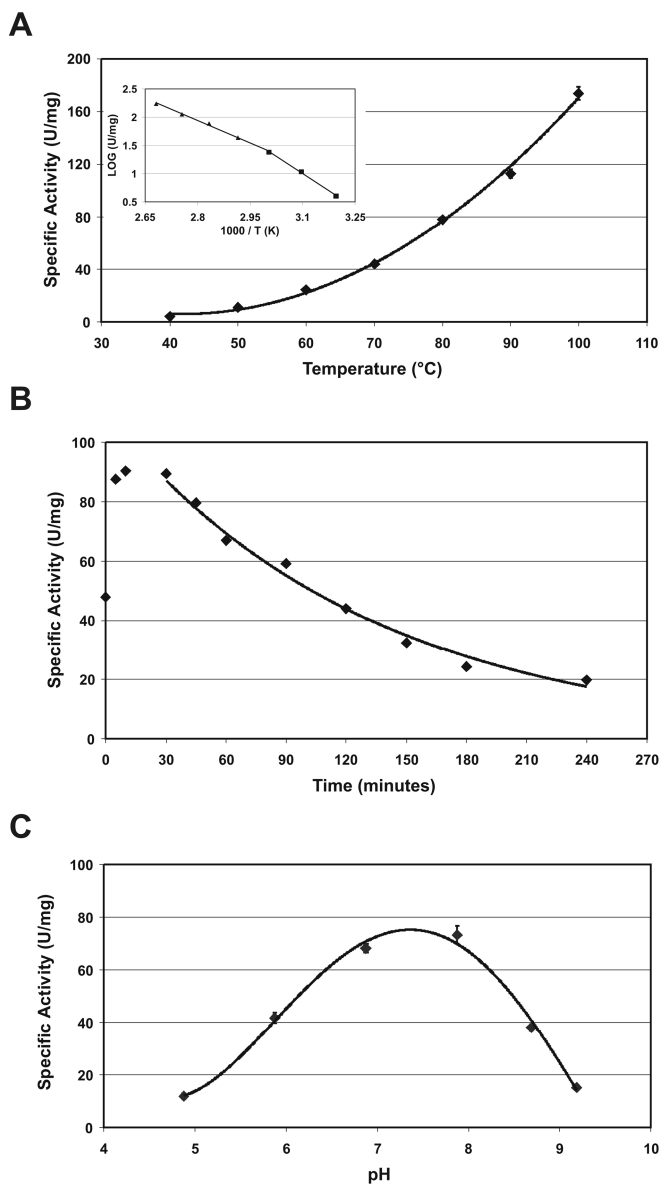 A
Specific Activity (U/mg)
200
160
120
80
40
0
30 40 50 60 70 80 90 100 110
Temperature (°C)
LOG (U/mg)
2.5
2
1.5
1
0.5
2.65 2.8 2.95 3.1 3.25
1000 / T (K)
B
Specific Activity (U/mg)
100
80
60
40
20
0
0 30 60 90 120 150 180 210 240 270
Time (minutes)
C
Specific Activity (U/mg)
100
80
60
40
20
0
4 5 6 7 8 9 10
pH